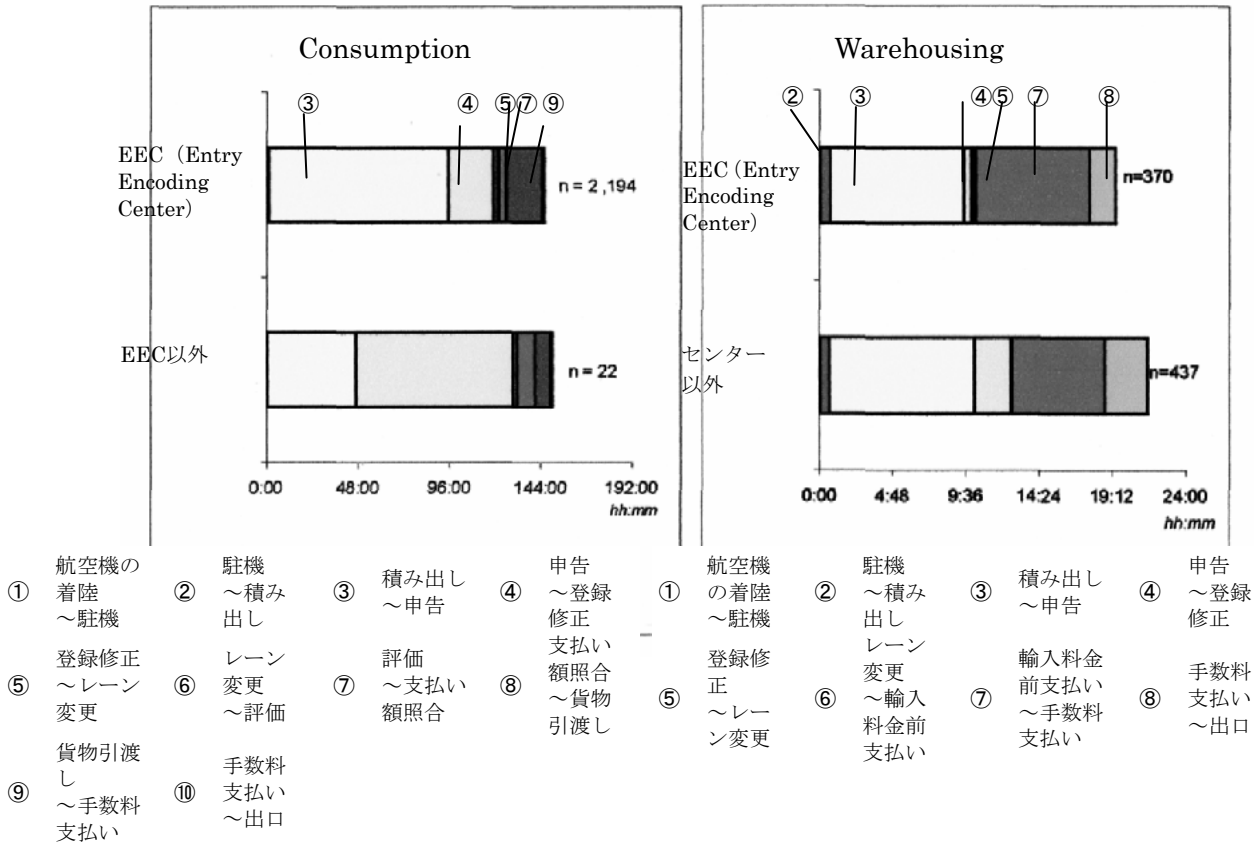 Consumption
③ ④ ⑤⑦ ⑨
EEC（Entry
Encoding
Center）
n = 2,194
EEC以外
n = 22
0:00 48:00 96:00 144:00 192:00
hh:mm
Warehousing
② ③ ④⑤ ⑦ ⑧
EEC（Entry
Encoding
Center）
n=370
センター
以外
n=437
0:00 4:48 9:36 14:24 19:12 24:00
hh:mm
①
航空機の
着陸
～駐機
②
駐機
～積み
出し
③
積み出し
～申告
④
申告
～登録
修正
⑤
登録修正
～レーン
変更
⑥
レーン
変更
～評価
⑦
評価
～支払い
額照合
⑧
支払い
額照合
～貨物
引渡し
⑨
貨物引渡
し
～手数料
支払い
⑩
手数料
支払い
～出口
①
航空機
の着陸
～駐機
②
駐機
～積み
出し
③
積み出し
～申告
④
申告
～登録
修正
⑤
登録修
正
～レー
ン変更
⑥
レーン
変更
～輸入
料金前
支払い
⑦
輸入料金
前支払い
～手数料
支払い
⑧
手数料
支払い
～出口